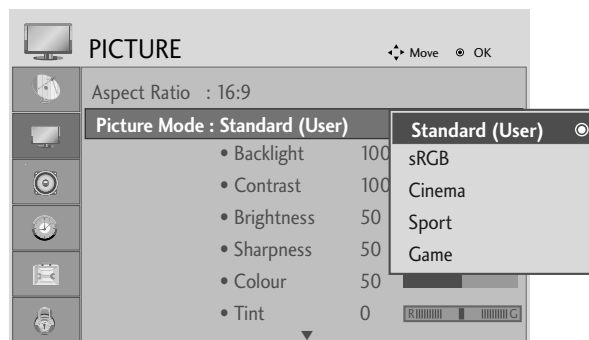 PICTURE
Move OK
Aspect Ratio : 16:9
Picture Mode : Standard (User)
• Backlight 100
• Contrast 100
• Brightness 50
• Sharpness 50
• Colour 50
• Tint 0
R G
Standard (User)
sRGB
Cinema
Sport
Game